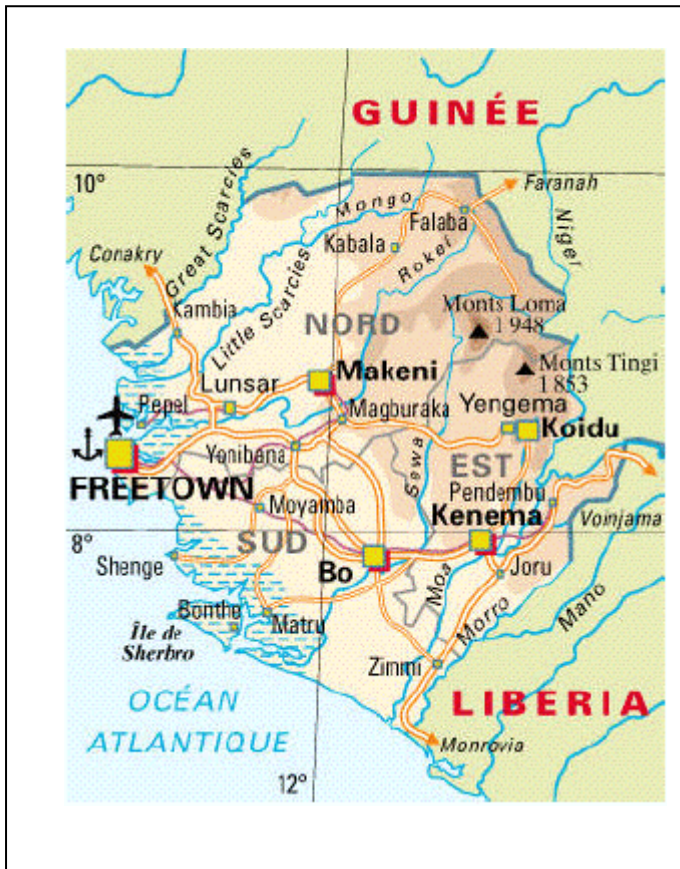 GUINÉE
10°
Faranah
Mongo
Falaba
Niger
Great Scarcies
Kabala
Rokei
Conakry
Little Scarcies
Monts Loma
1 948
Kambia
NORD
Monts Tingi
1 853
Makeni
Lunsar
Pepel
Magburaka
Yengema
Koidu
Yonibana
Sewa
EST
FREETOWN
Moyamba
Pendembu
Kenema
Voinjama
8°
SUD
Shenge
Bo
Joru
Moa
Bonthe
Matru
Morro
Mano
Île de
Sherbro
Zimmi
OCÉAN
ATLANTIQUE
LIBERIA
Monrovia
12°